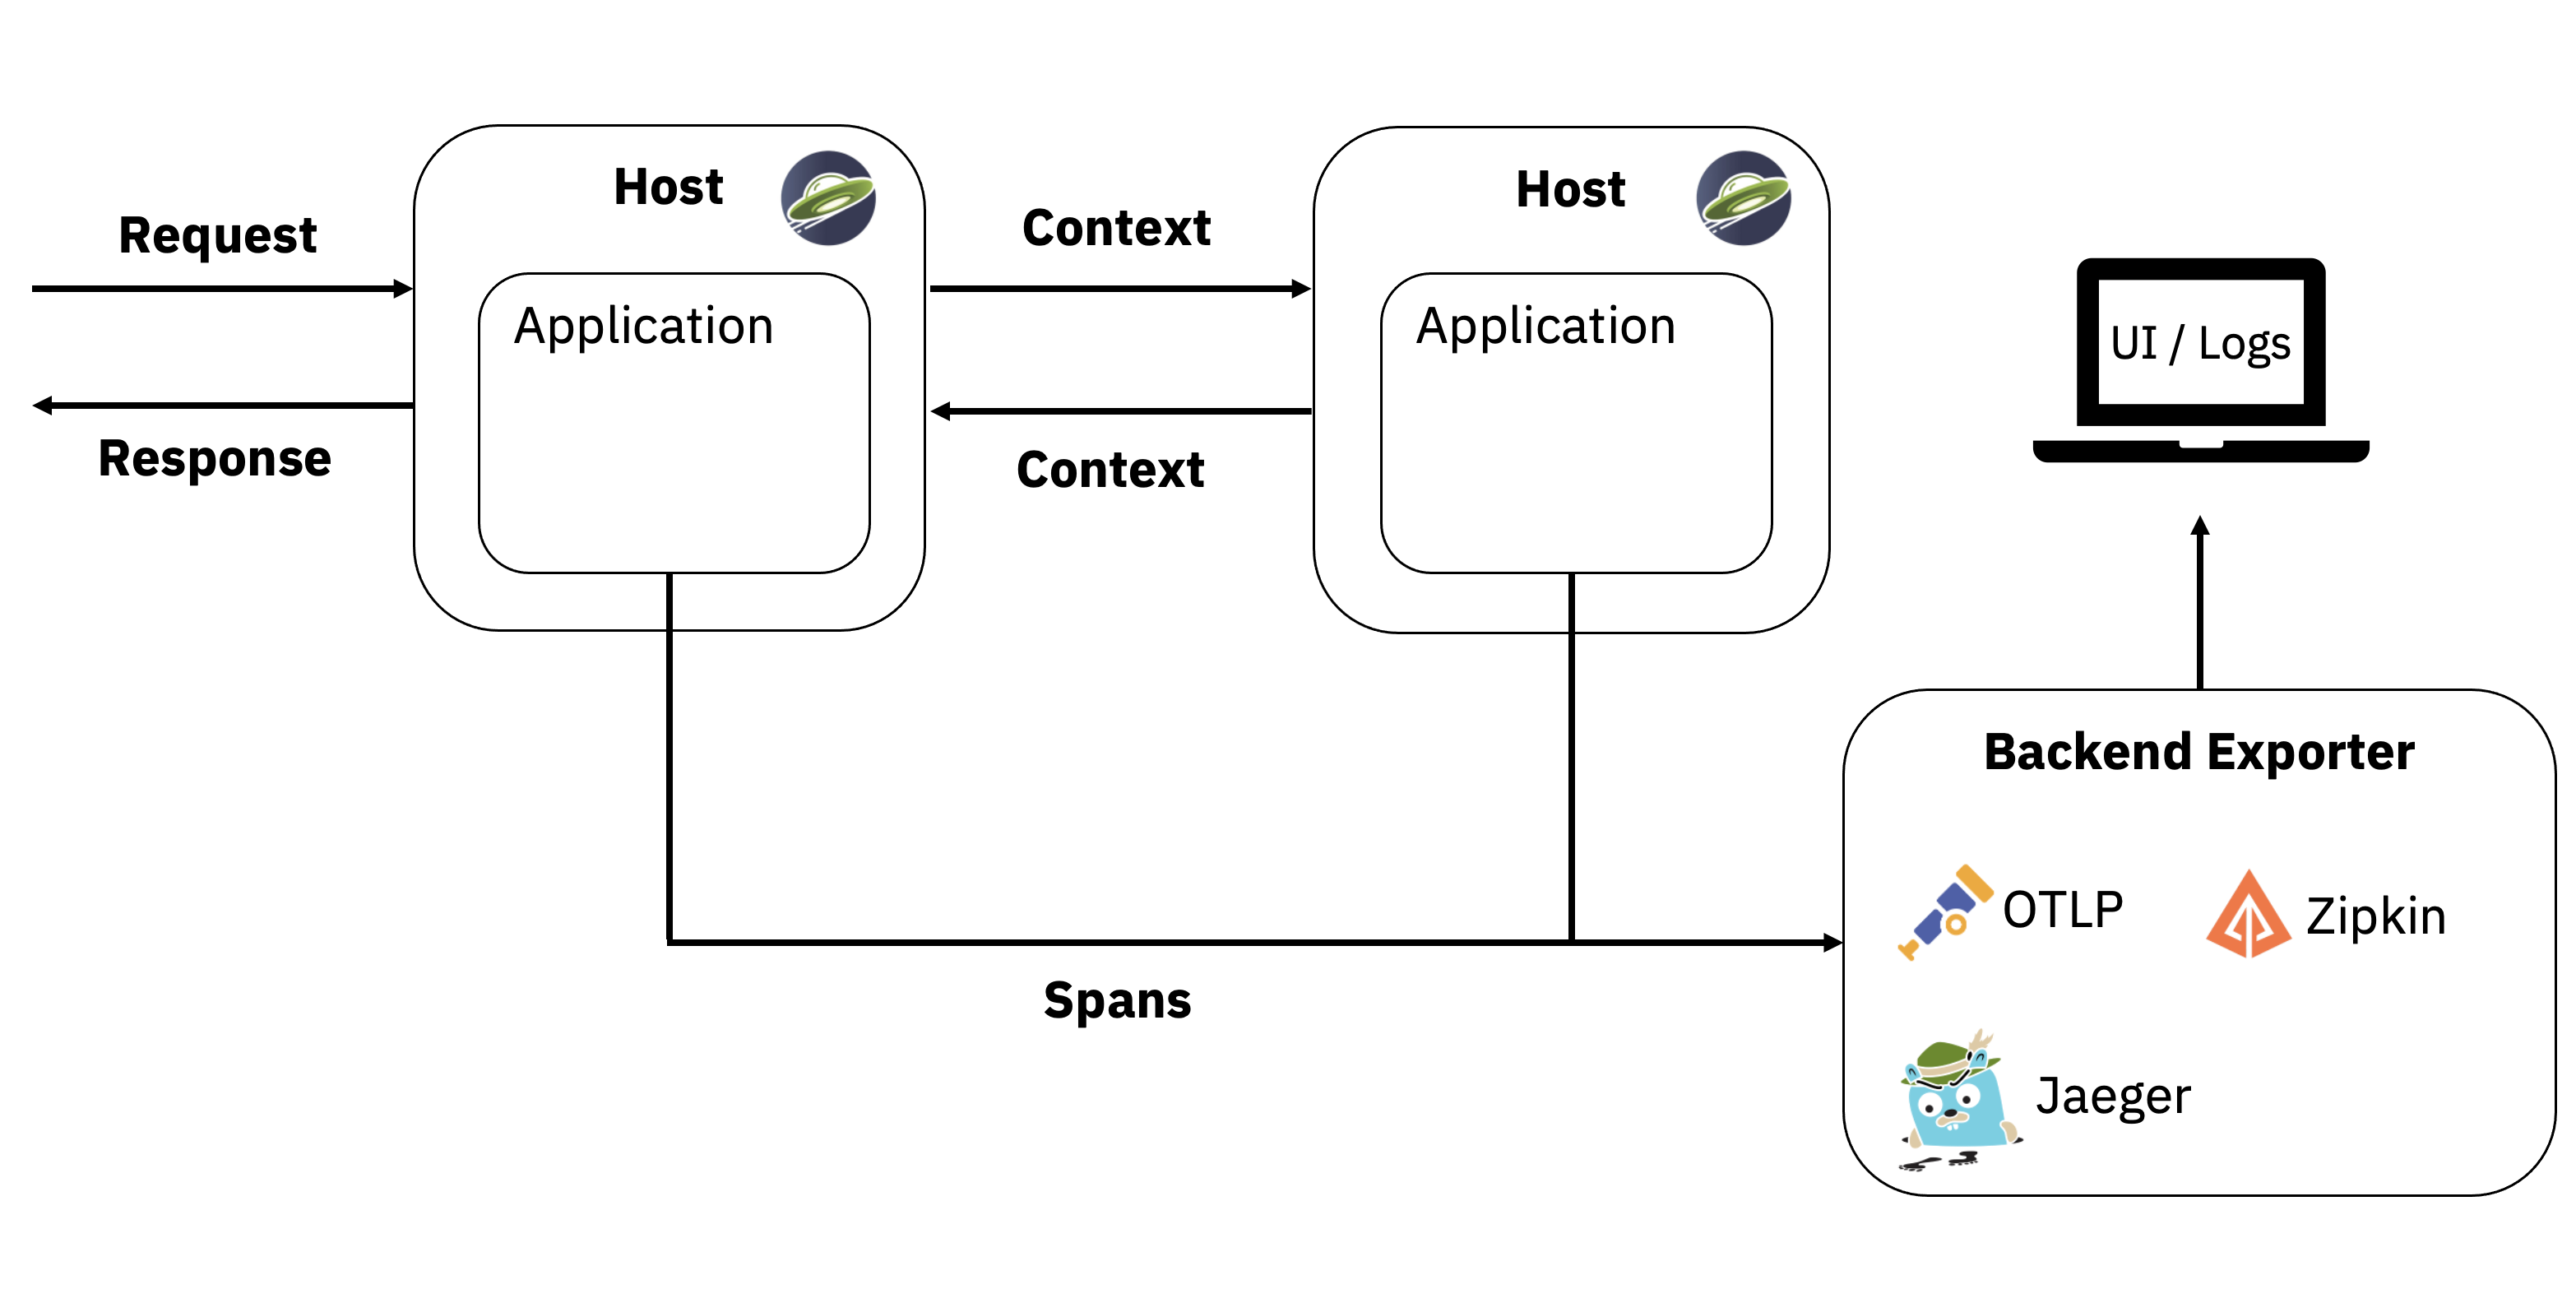 Request
Response
Host
Application
Context
Context
Host
Application
UI / Logs
Spans
Backend Exporter
OTLP
Zipkin
Jaeger